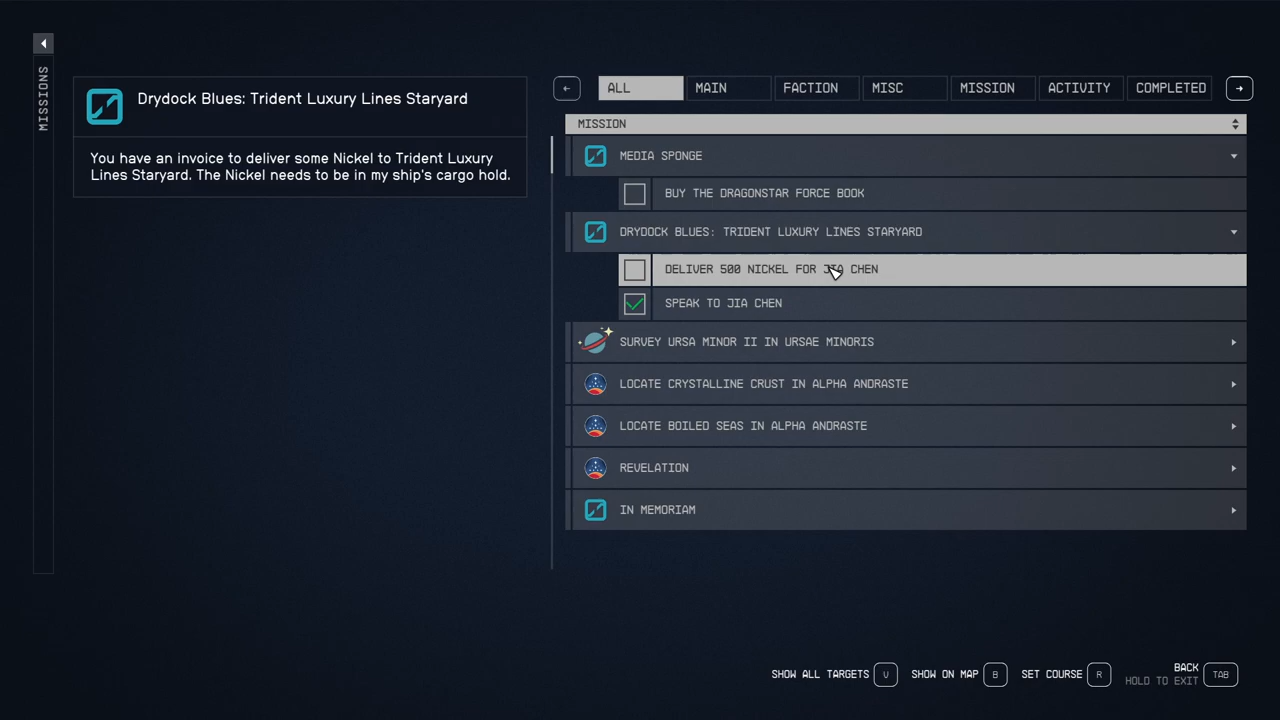 MISSIONS
Drydock Blues: Trident Luxury Lines Staryard
You have an invoice to deliver some Nickel to Trident Luxury
Lines Staryard. The Nickel needs to be in my ship's cargo hold.
ALL MAIN FACTION MISC MISSION ACTIVITY COMPLETED
MISSION
MEDIA SPONGE
BUY THE DRAGONSTAR FORCE BOOK
DRYDOCK BLUES: TRIDENT LUXURY LINES STARYARD
DELIVER 500 NICKEL FOR JIA CHEN
SPEAK TO JIA CHEN
SURVEY URSA MINOR II IN URSAE MINORIS
LOCATE CRYSTALLINE CRUST IN ALPHA ANDRASTE
LOCATE BOILED SEAS IN ALPHA ANDRASTE
REVELATION
IN MEMORIAM
SHOW ALL TARGETS V SHOW ON MAP B SET COURSE R BACK TAB
HOLD TO EXIT